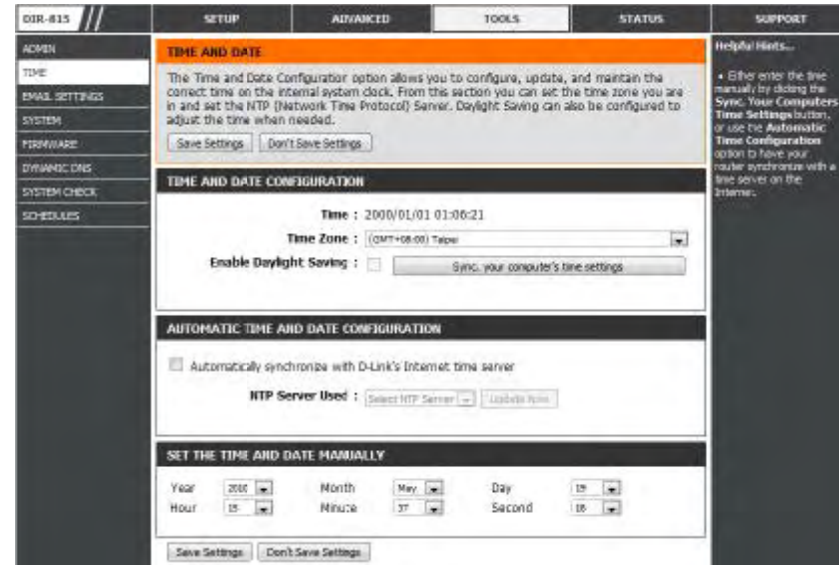 DIR-815
SETUP
ADVANCED
TOOLS
STATUS
SUPPORT
ADMIN
TIME
EMAIL SETTINGS
SYSTEM
FIRMWARE
DYNAMIC DNS
SYSTEM CHECK
SCHEDULES
TIME AND DATE
The Time and Date Configuration option allows you to configure, update, and maintain the
correct time on the internal system clock. From this section you can set the time zone you are
in and set the NTP (Network Time Protocol) Server. Daylight Saving can also be configured to
adjust the time when needed.
Save Settings
Don't Save Settings
TIME AND DATE CONFIGURATION
Time : 2000/01/01 01:06:21
Time Zone : (GMT+08:00) Taipei
Enable Daylight Saving :
Sync. your computer's time settings
AUTOMATIC TIME AND DATE CONFIGURATION
Automatically synchronize with D-Link's Internet time server
NTP Server Used : Select NTP Server
Update Now
SET THE TIME AND DATE MANUALLY
Year 2010 Month May Day 19
Hour 15 Minute 37 Second
Save Settings
Don't Save Settings
Helpful Hints...
• Either enter the time
manually by clicking the
Sync. Your Computers
Time Settings button,
or use the Automatic
Time Configuration
option to have your
router synchronize with a
time server on the
Internet.